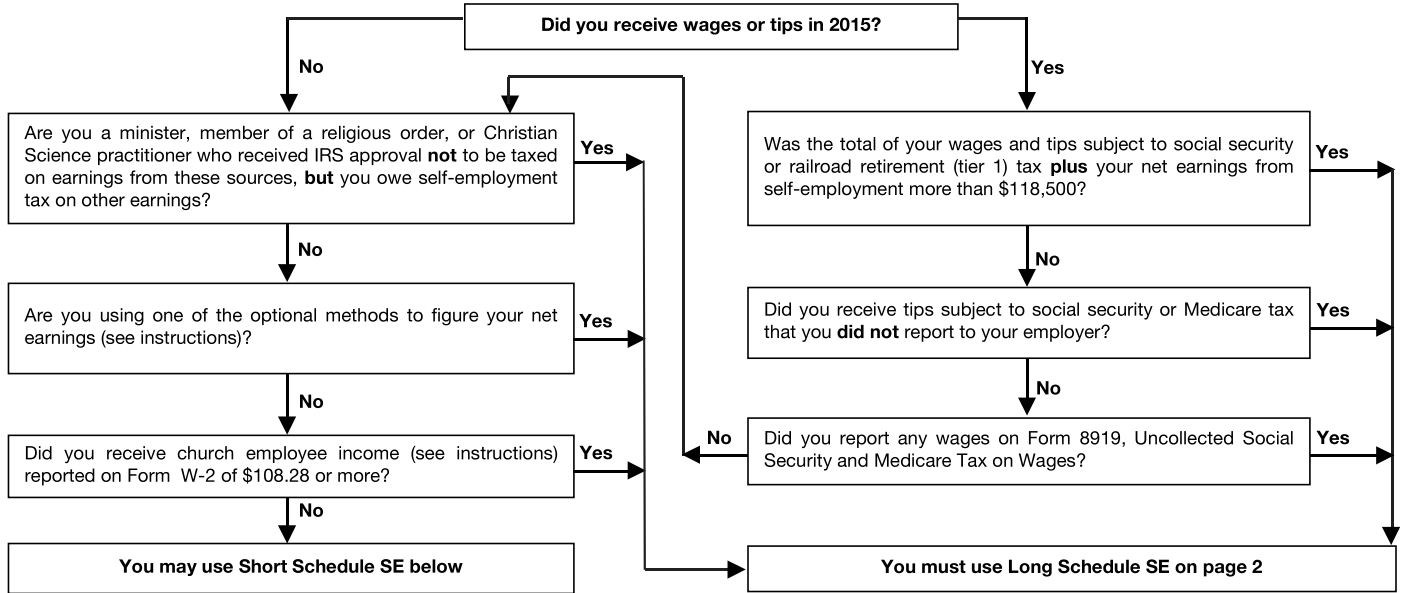 Did you receive wages or tips in 2015?
No
Yes
Are you a minister, member of a religious order, or Christian
Science practitioner who received IRS approval not to be taxed
on earnings from these sources, but you owe self-employment
tax on other earnings?
Yes
Was the total of your wages and tips subject to social security
or railroad retirement (tier 1) tax plus your net earnings from
self-employment more than $118,500?
Yes
No
No
Are you using one of the optional methods to figure your net
earnings (see instructions)?
Yes
Did you receive tips subject to social security or Medicare tax
that you did not report to your employer?
Yes
No
No
Did you receive church employee income (see instructions)
reported on Form W-2 of $108.28 or more?
Yes
No
Did you report any wages on Form 8919, Uncollected Social
Security and Medicare Tax on Wages?
Yes
No
You may use Short Schedule SE below
You must use Long Schedule SE on page 2